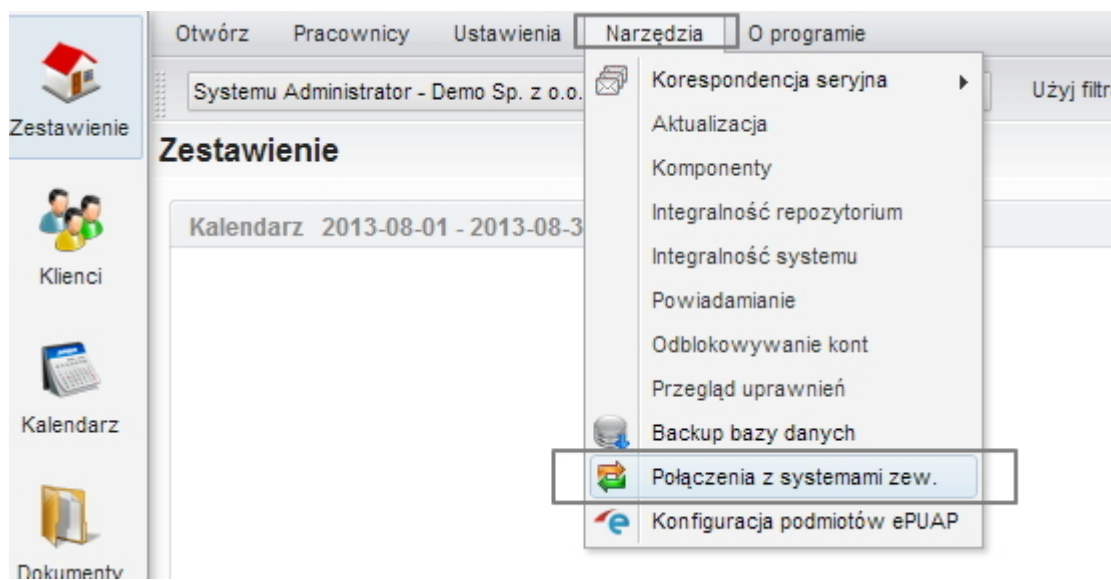 Otwórz Pracownicy Ustawienia Narzędzia O programie
Systemu Administrator - Demo Sp. z o.o.
Użyj filtr
Zestawienie
Zestawienie
Kalendarz 2013-08-01 - 2013-08-3
Klienci
Kalendarz
Dokumenty
Korespondencja seryjna
Aktualizacja
Komponenty
Integralność repozytorium
Integralność systemu
Powiadamianie
Odblokowywanie kont
Przegląd uprawnień
Backup bazy danych
Połączenia z systemami zew.
Konfiguracja podmiotów ePUAP